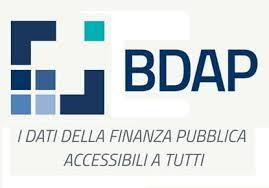 BDAP
I DATI DELLA FINANZA PUBBLICA
ACCESSIBILI A TUTTI